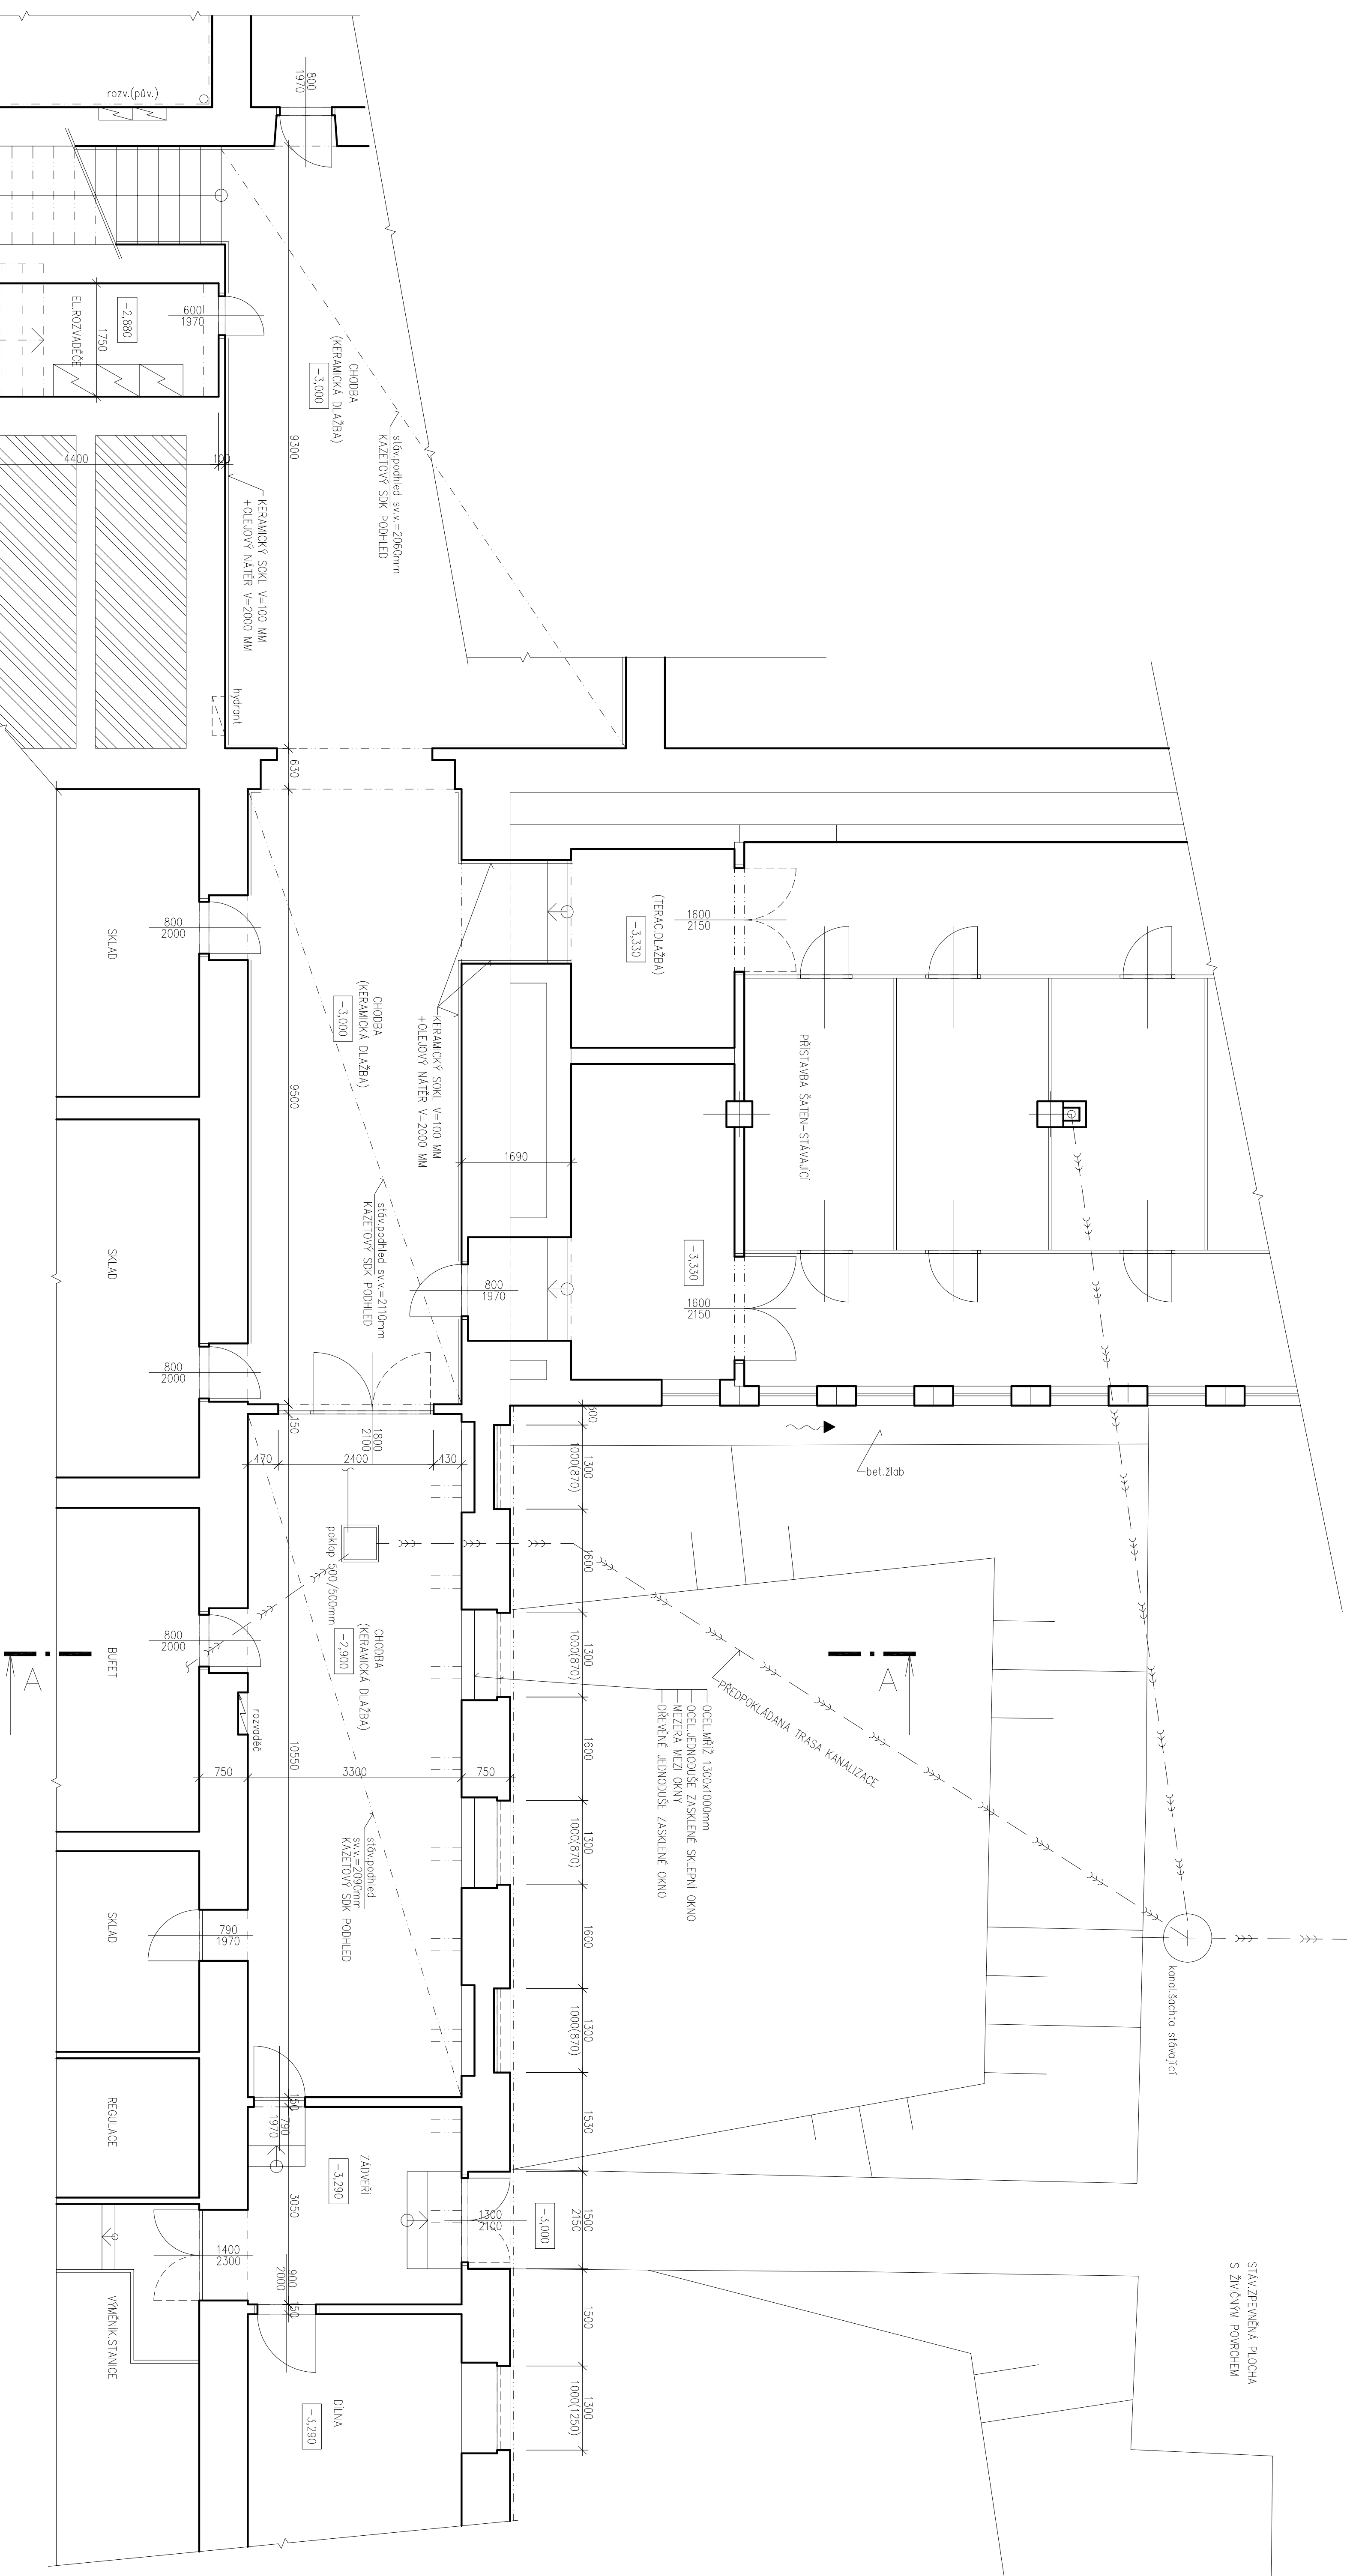 rozv.(pův.)
800
1970
-2,880
EL.ROZVADĚČE
1750
600
1970
CHODBA
(KERAMICKÁ DLAŽBA)
-3,000
stáv.podhled sv.v.=2060mm
KAZETOVÝ SDK PODHLED
9300
4400
100
KERAMICKÝ SOKL V=100 MM
+OLEJOVÝ NÁTĚR V=2000 MM
hydrant
630
SKLAD
800
2000
(TERAC.DLAŽBA)
-3,330
1600
2150
CHODBA
(KERAMICKÁ DLAŽBA)
-3,000
KERAMICKÝ SOKL V=100 MM
+OLEJOVÝ NÁTĚR V=2000 MM
PŘÍSTAVBA ŠATEN-STÁVAJÍCÍ
9500
1690
stáv.podhled sv.v.=2110mm
KAZETOVÝ SDK PODHLED
SKLAD
800
1970
-3,330
1600
2150
800
2000
150
1800
2100
300
470
2400
430
1300
1000(870)
bet.žlab
poklop 500/500mm
1600
BUFET
800
2000
CHODBA
(KERAMICKÁ DLAŽBA)
-2,900
1300
1000(870)
A
A
PŘEDPOKLÁDANÁ TRASA KANALIZACE
OCEL.MŘÍŽ 1300x1000mm
OCEL.JEDNODUŠE ZASKLENÉ SKLEPNÍ OKNO
MEZERA MEZI OKNY
DŘEVĚNÉ JEDNODUŠE ZASKLENÉ OKNO
rozvaděč
10550
1600
750
3300
750
1300
1000(870)
stáv.podhled
sv.v.=2090mm
KAZETOVÝ SDK PODHLED
SKLAD
790
1970
1600
kanal.šachta stávající
1300
1000(870)
REGULACE
150
790
1970
1530
ZÁDVEŘÍ
-3,290
3050
1300
2100
-3,000
1500
2150
1400
2300
900
2000
150
VÝMĚNÍK.STANICE
1500
STÁV.ZPEVNĚNÁ PLOCHA
S ŽIVIČNÝM POVRCHEM
DÍLNA
-3,290
1300
1000(1250)